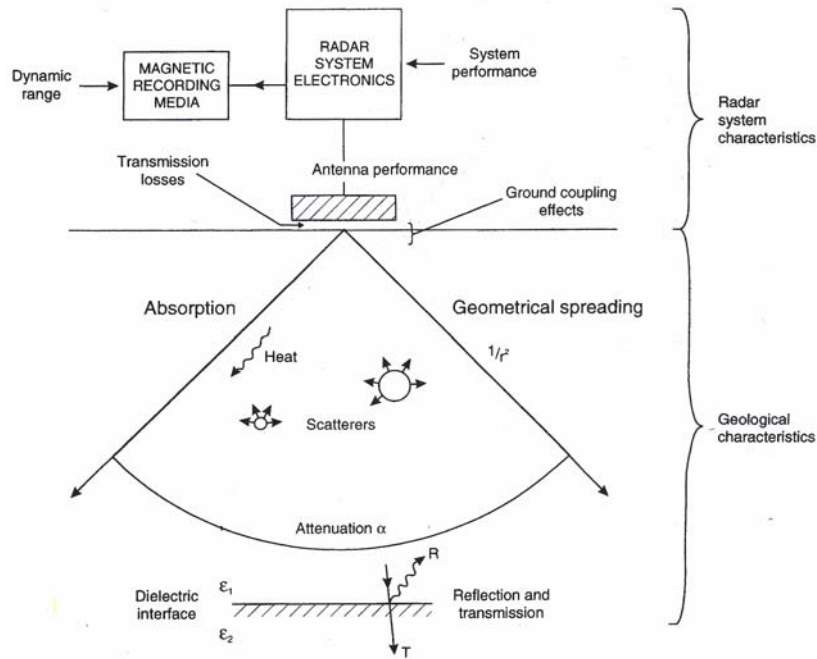 RADAR
SYSTEM
ELECTRONICS
System
performance
Dynamic
range
MAGNETIC
RECORDING
MEDIA
Radar
system
characteristics
Transmission
losses
Antenna performance
Ground coupling
effects
Absorption
Geometrical spreading
1/r²
Heat
Scatterers
Geological
characteristics
Attenuation α
R
Dielectric
interface
ε₁
ε₂
Reflection and
transmission
T